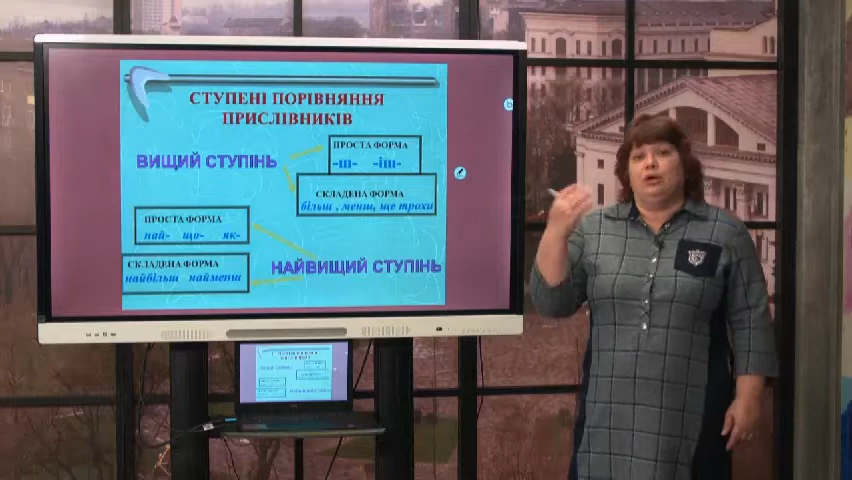 СТУПЕНІ ПОРІВНЯННЯ
ПРИСЛІВНИКІВ
ВИЩИЙ СТУПІНЬ
ПРОСТА ФОРМА
-ш- -іш-
СКЛАДЕНА ФОРМА
більш , менш, ще трохи
ПРОСТА ФОРМА
най- що- як-
СКЛАДЕНА ФОРМА
найбільш найменш
НАЙВИЩИЙ СТУПІНЬ